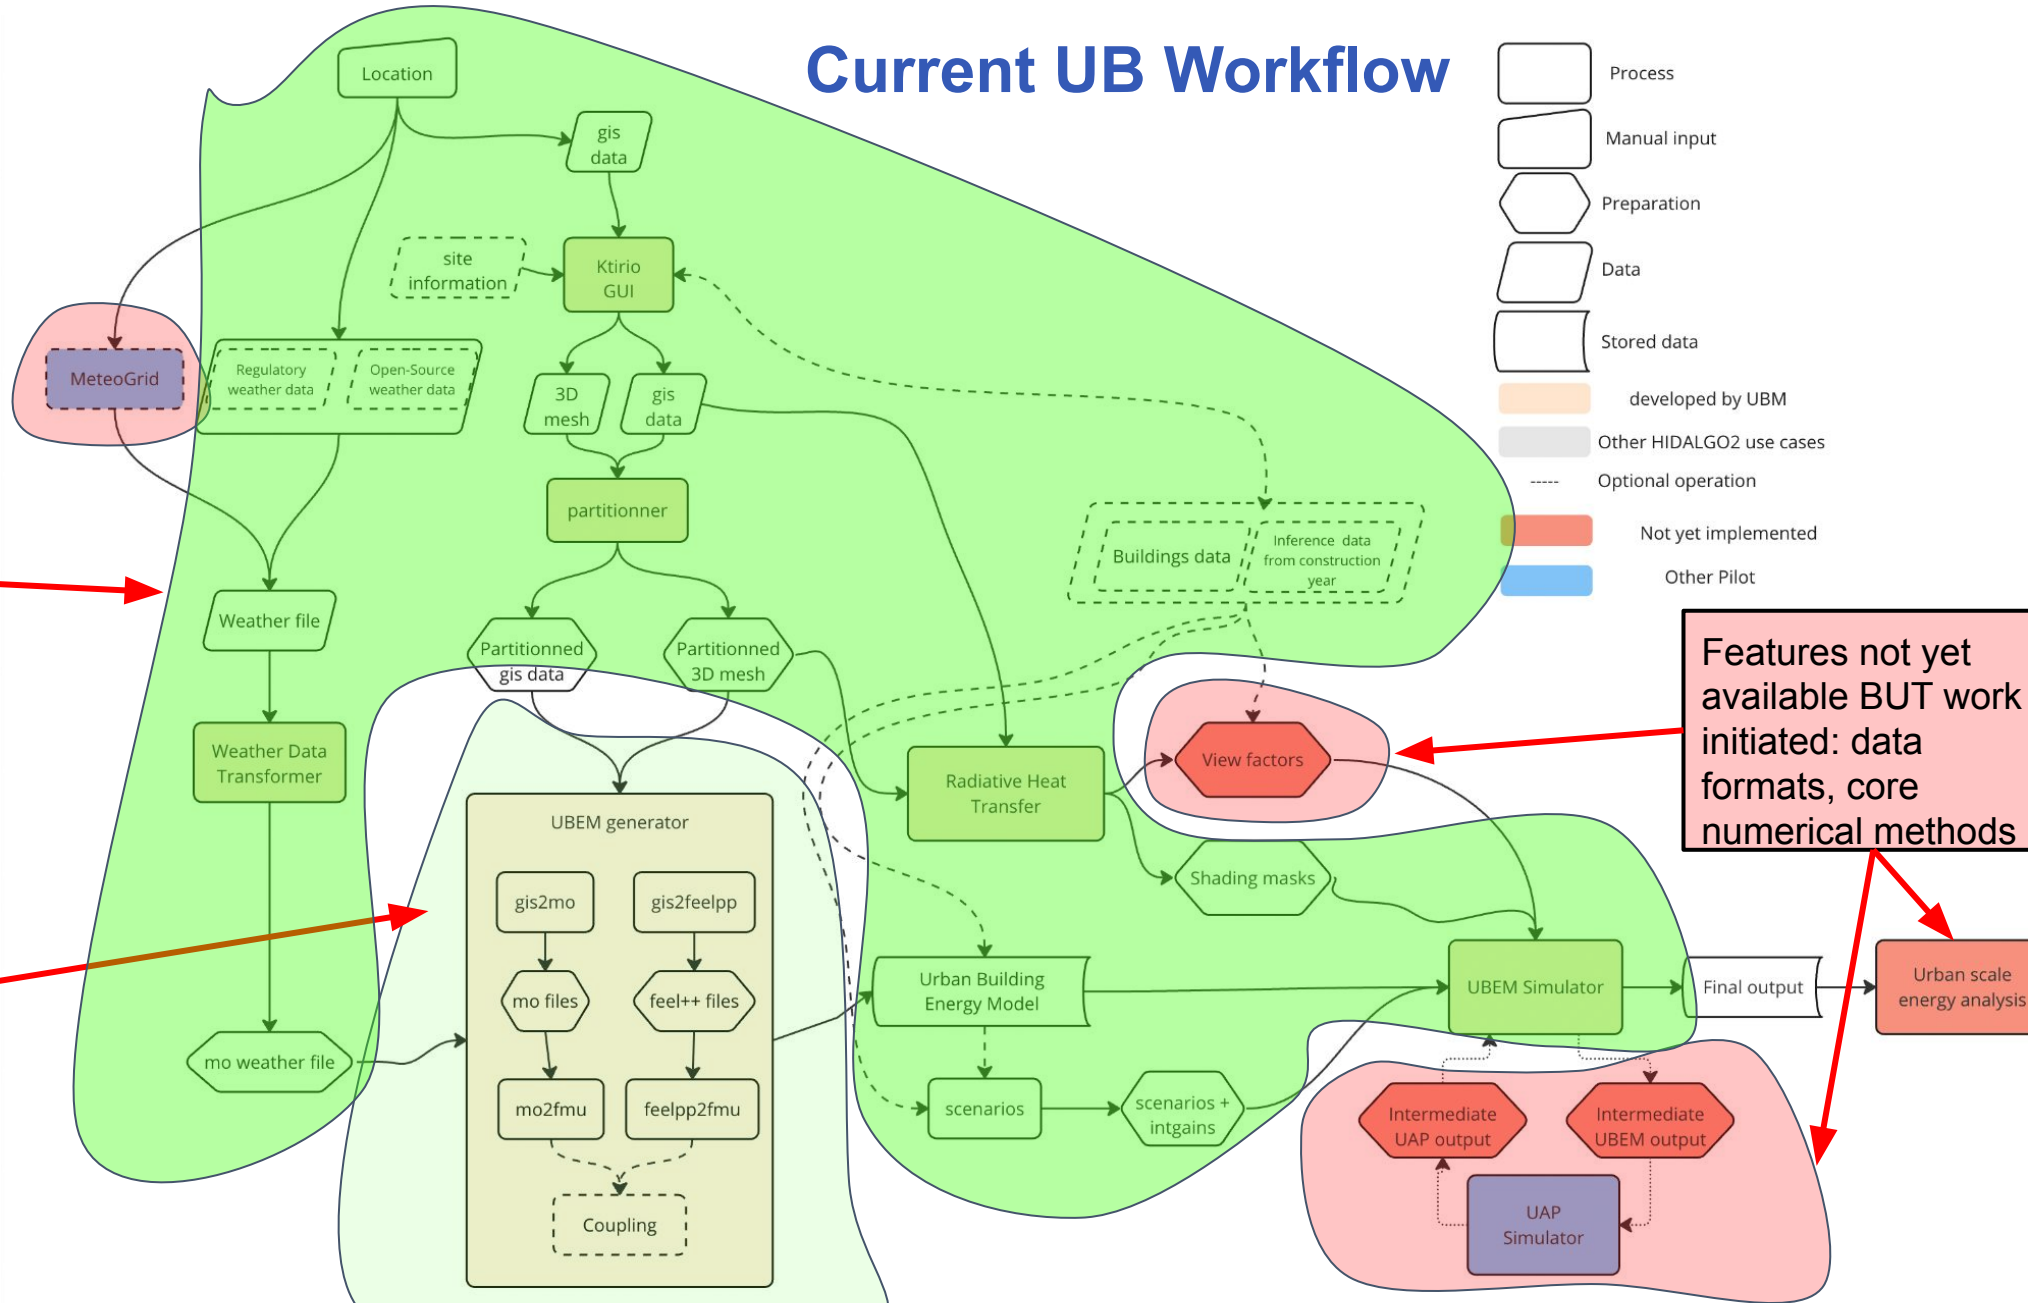 Current UB Workflow
Location
gis
data
site
information
Ktirio
GUI
MeteoGrid
Regulatory
weather data
Open-Source
weather data
3D
mesh
gis
data
partitionner
Buildings data
Inference data
from construction
year
Weather file
Partitionned
gis data
Partitionned
3D mesh
Weather Data
Transformer
Radiative Heat
Transfer
View factors
UBEM generator
Shading masks
gis2mo
gis2feelpp
mo files
feel++ files
Urban Building
Energy Model
UBEM Simulator
Final output
Urban scale
energy analysis
mo weather file
mo2fmu
feelpp2fmu
scenarios
scenarios +
intgains
Intermediate
UAP output
Intermediate
UBEM output
Coupling
UAP
Simulator
Process
Manual input
Preparation
Data
Stored data
developed by UBM
Other HIDALGO2 use cases
----- Optional operation
Not yet implemented
Other Pilot
Features not yet
available BUT work
initiated: data
formats, core
numerical methods